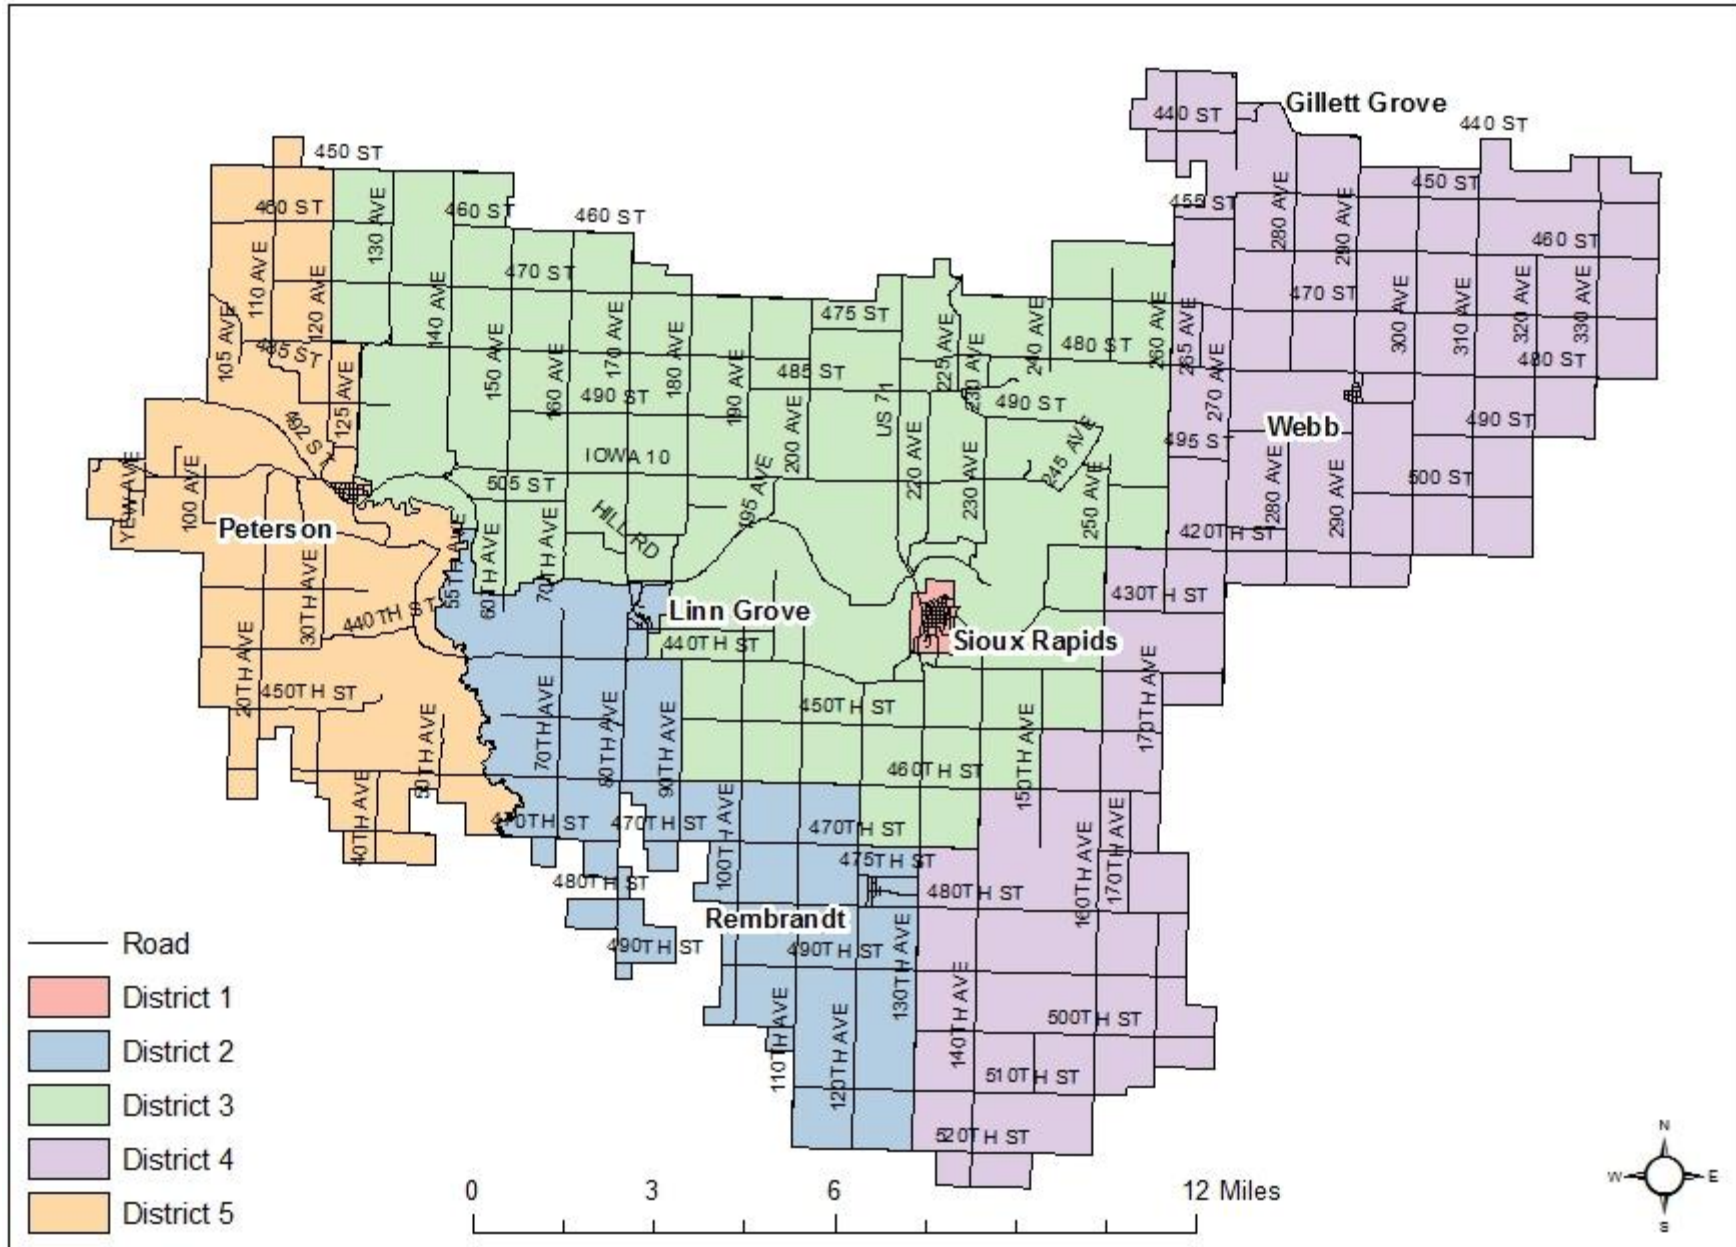 Gillett Grove
440 ST
440 ST
450 ST
450 ST
455 ST
460 ST
460 ST
460 ST
460 ST
130 AVE
280 AVE
290 AVE
470 ST
470 ST
110 AVE
120 AVE
140 AVE
105 AVE
150 AVE
160 AVE
170 AVE
180 AVE
190 AVE
475 ST
225 AVE
230 AVE
240 AVE
480 ST
260 AVE
265 AVE
270 AVE
300 AVE
310 AVE
320 AVE
330 AVE
480 ST
485 ST
125 AVE
485 ST
490 ST
200 AVE
US 71
490 ST
490 ST
Webb
495 ST
245 AVE
IOWA 10
195 AVE
220 AVE
230 AVE
250 AVE
500 ST
280 AVE
290 AVE
505 ST
YEW AVE
100 AVE
Peterson
HILL RD
420TH ST
55TH AVE
60TH AVE
70TH AVE
30TH AVE
440TH ST
Linn Grove
430TH ST
440TH ST
Sioux Rapids
20TH AVE
450TH ST
450TH ST
170TH AVE
50TH AVE
70TH AVE
80TH AVE
90TH AVE
460TH ST
150TH AVE
40TH AVE
470TH ST
470TH ST
100TH AVE
470TH ST
475TH ST
160TH AVE
170TH AVE
480TH ST
480TH ST
Rembrandt
490TH ST
490TH ST
130TH AVE
110TH AVE
120TH AVE
140TH AVE
500TH ST
510TH ST
520TH ST
Road
District 1
District 2
District 3
District 4
District 5
0 3 6 12 Miles
N
W E
S